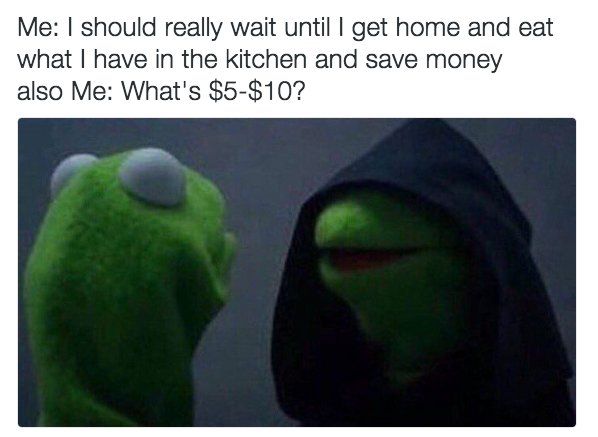 Me: I should really wait until I get home and eat
what I have in the kitchen and save money
also Me: What's $5-$10?